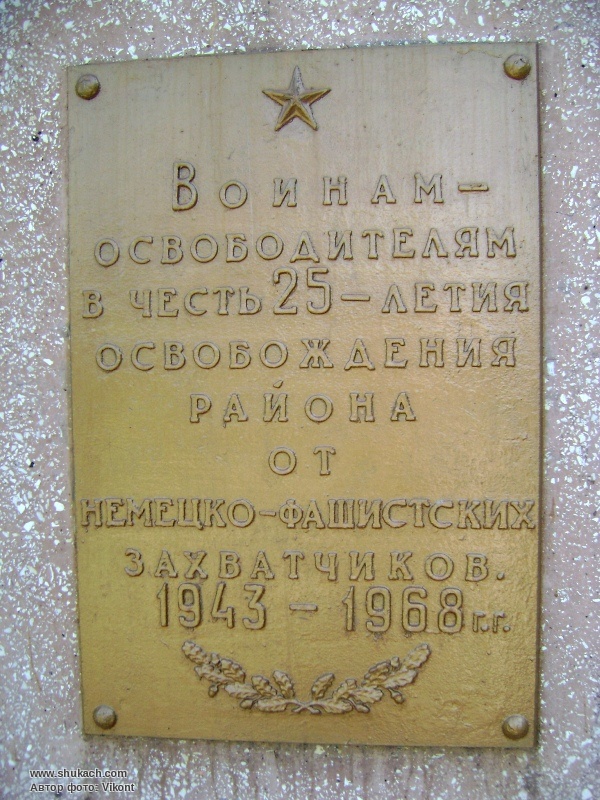 Воинам-
освободителям
в честь 25-летия
освобождения
района
от
немецко-фашистских
захватчиков.
1943 - 1968 г.г.
www.shukach.com
Автор фото: Vikont